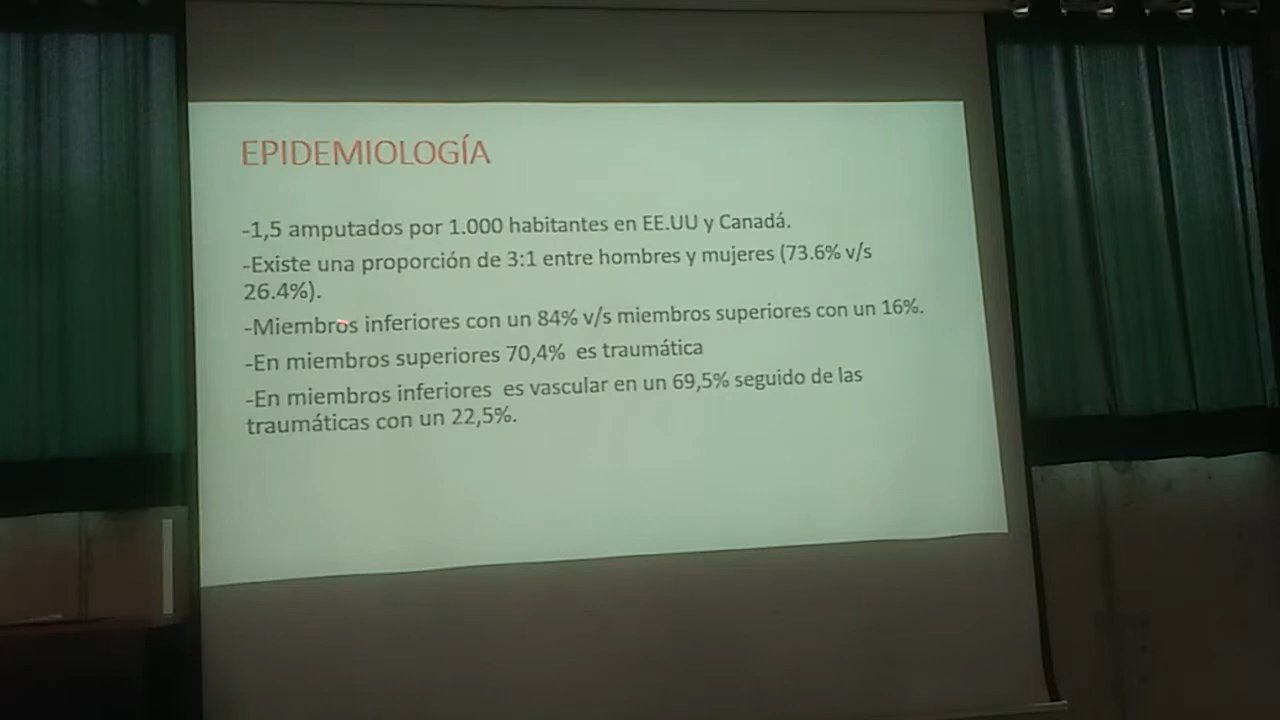 EPIDEMIOLOGÍA
-1,5 amputados por 1.000 habitantes en EE.UU y Canadá.
-Existe una proporción de 3:1 entre hombres y mujeres (73.6% v/s
26.4%).
-Miembros inferiores con un 84% v/s miembros superiores con un 16%.
-En miembros superiores 70,4% es traumática
-En miembros inferiores es vascular en un 69,5% seguido de las
traumáticas con un 22,5%.